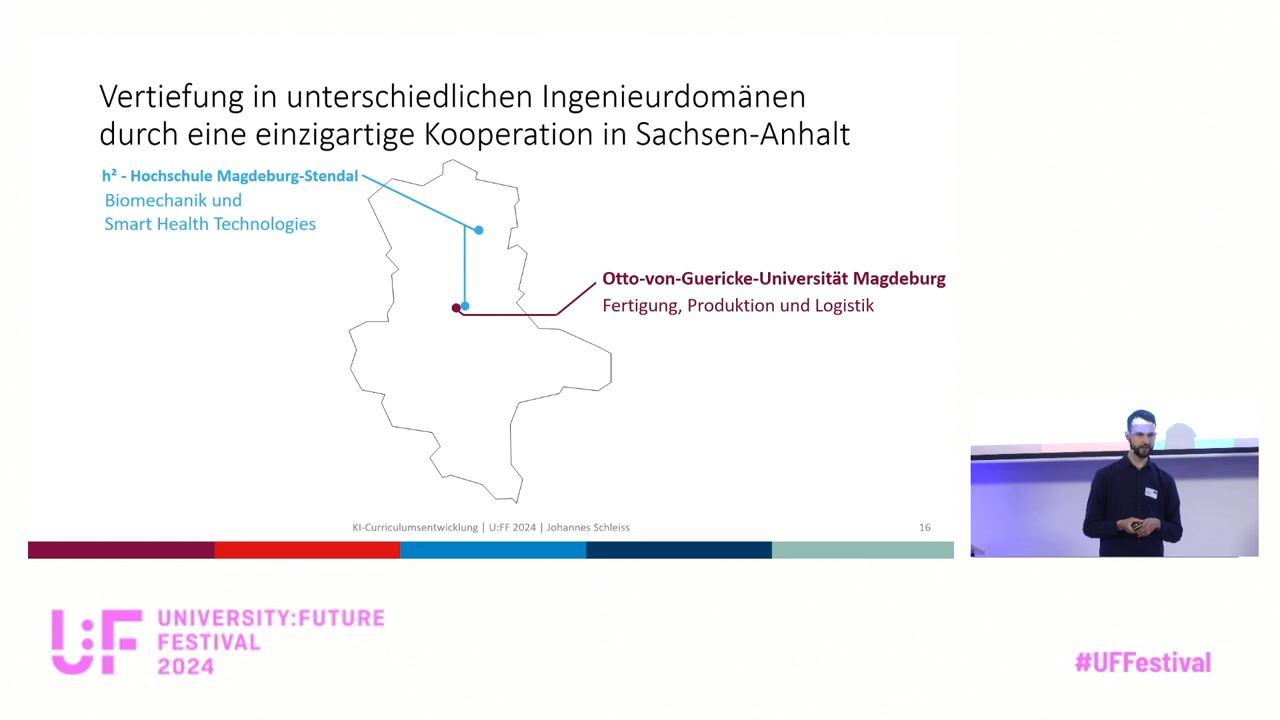 Vertiefung in unterschiedlichen Ingenieurdomänen
durch eine einzigartige Kooperation in Sachsen-Anhalt
h² - Hochschule Magdeburg-Stendal
Biomechanik und
Smart Health Technologies
Otto-von-Guericke-Universität Magdeburg
Fertigung, Produktion und Logistik
KI-Curriculumsentwicklung | U:FF 2024 | Johannes Schleiss
16
U:F
UNIVERSITY:FUTURE
FESTIVAL
2024
#UFFestival